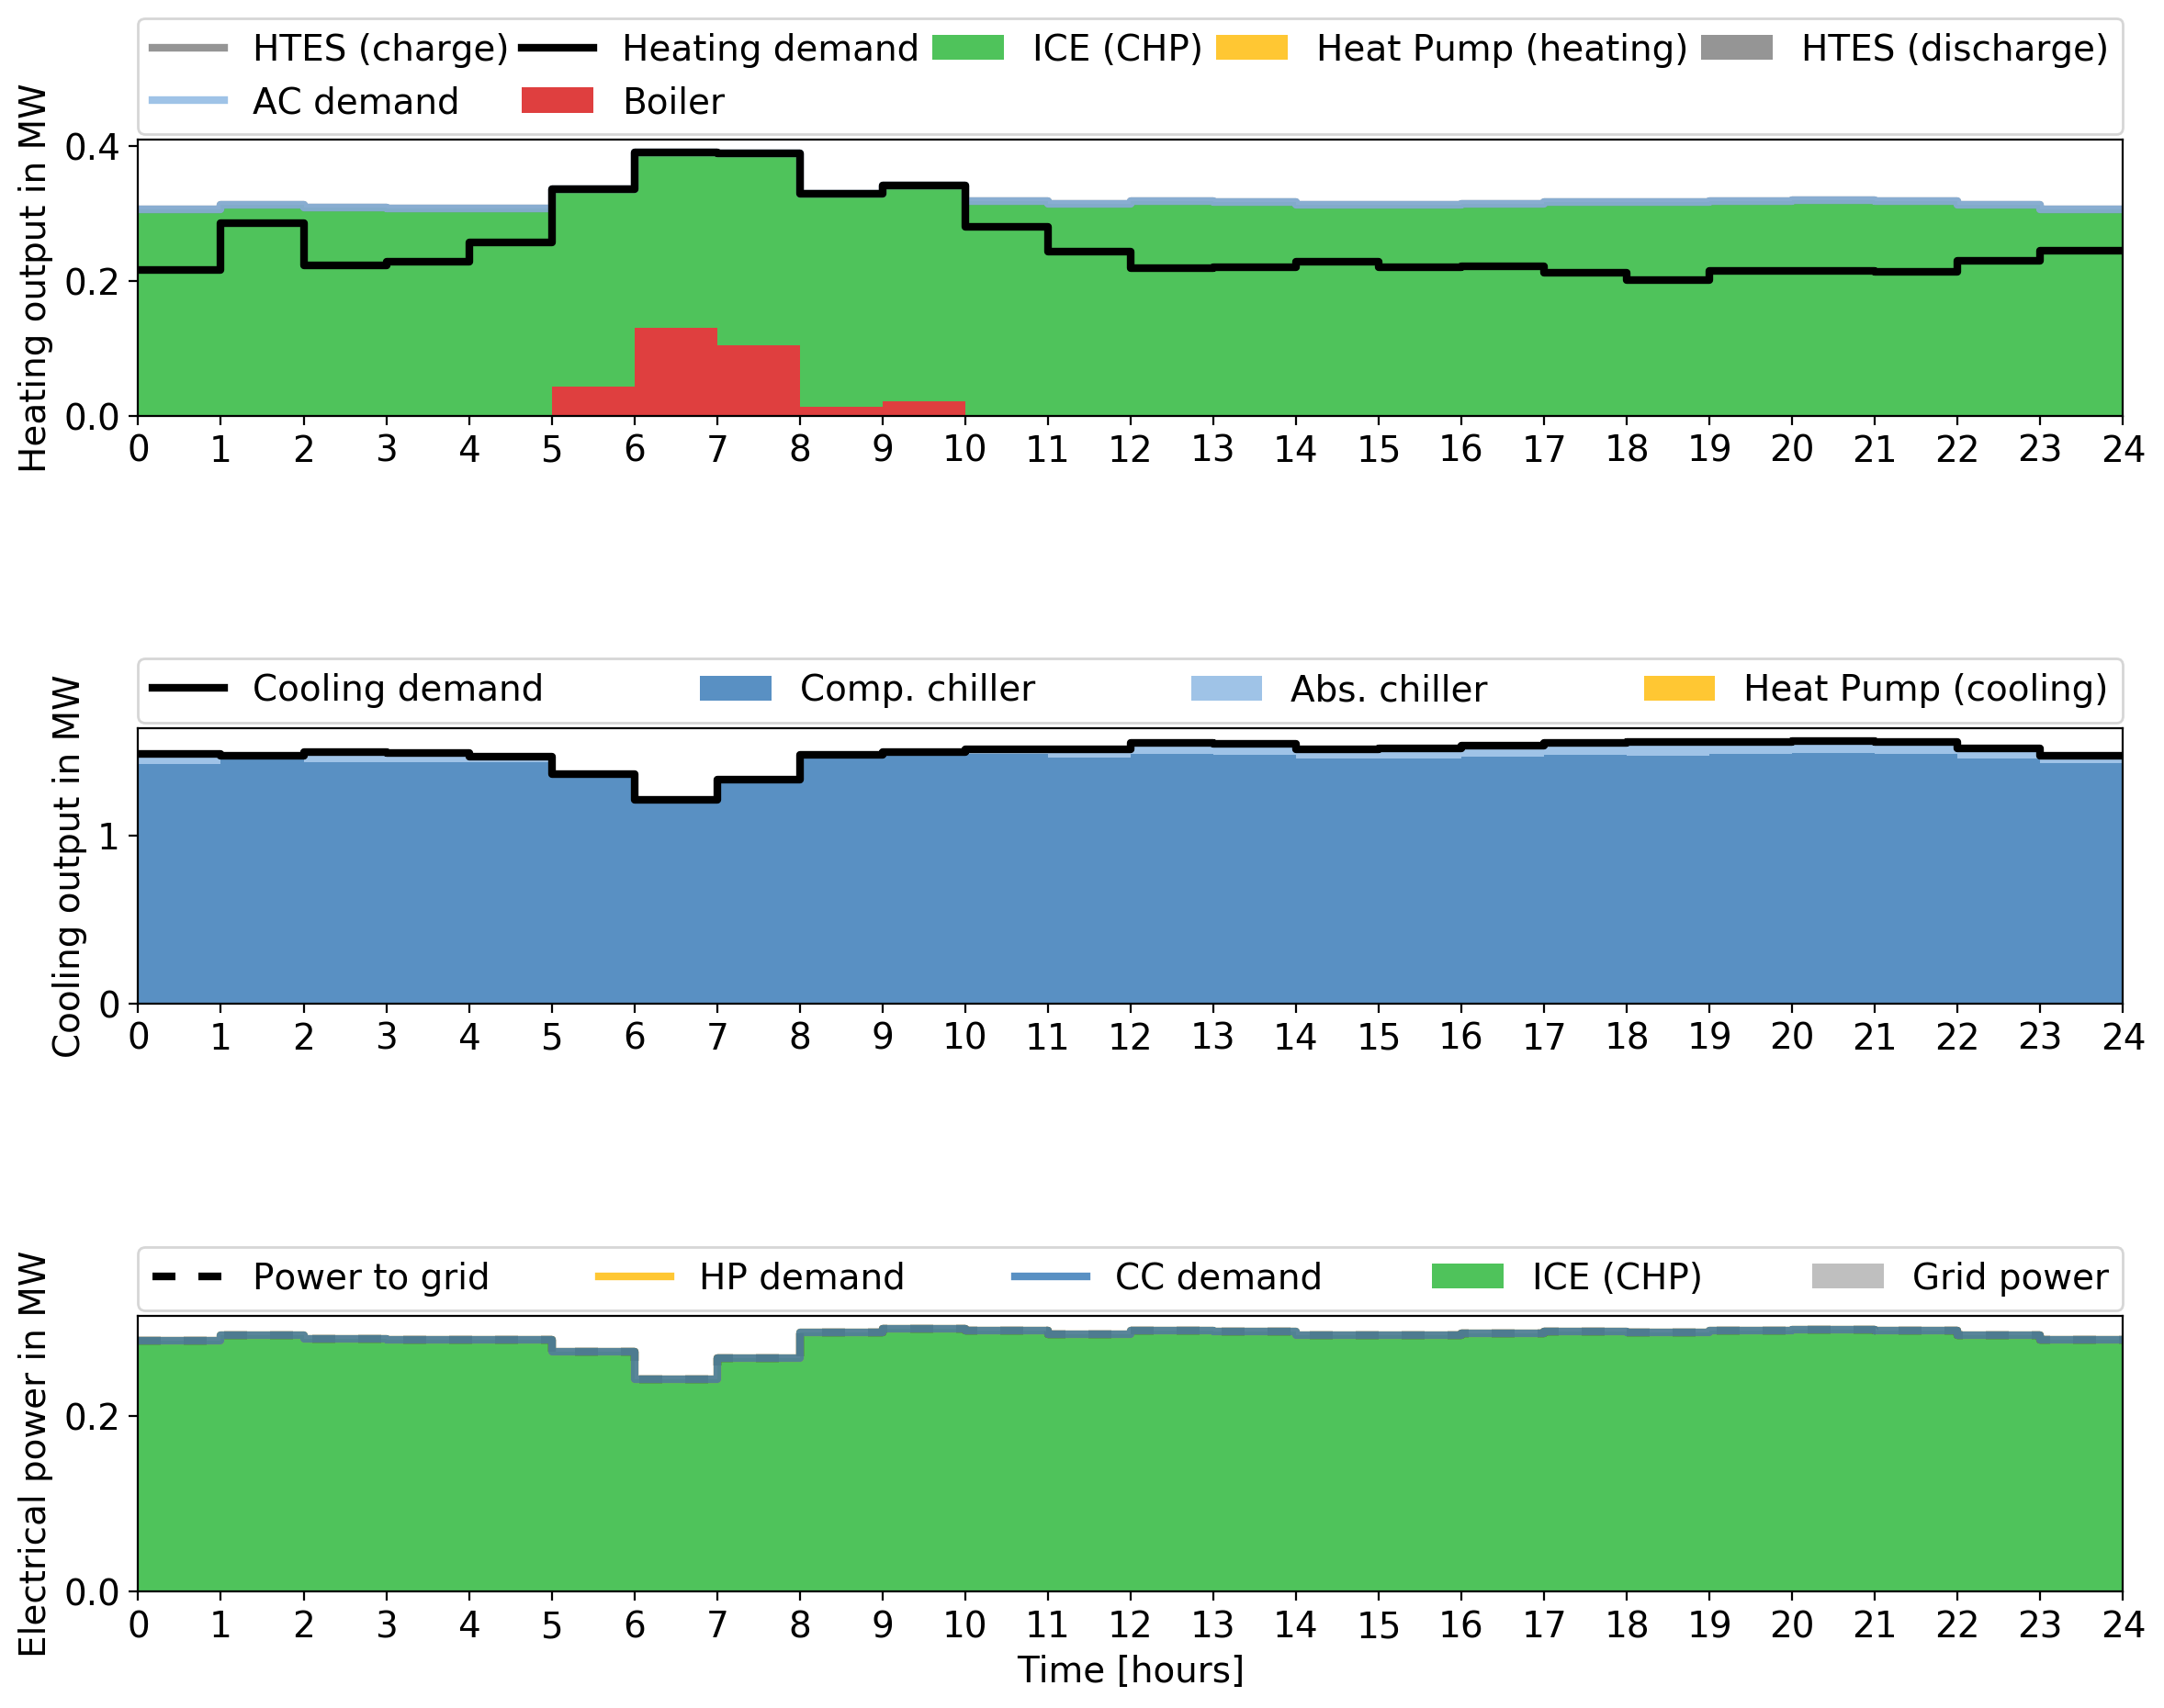 HTES (charge) Heating demand ICE (CHP) Heat Pump (heating) HTES (discharge)
AC demand Boiler
Heating output in MW
0.4
0.2
0.0
0 1 2 3 4 5 6 7 8 9 10 11 12 13 14 15 16 17 18 19 20 21 22 23 24
Cooling demand Comp. chiller Abs. chiller Heat Pump (cooling)
Cooling output in MW
1
0
0 1 2 3 4 5 6 7 8 9 10 11 12 13 14 15 16 17 18 19 20 21 22 23 24
Power to grid HP demand CC demand ICE (CHP) Grid power
Electrical power in MW
0.2
0.0
0 1 2 3 4 5 6 7 8 9 10 11 12 13 14 15 16 17 18 19 20 21 22 23 24
Time [hours]